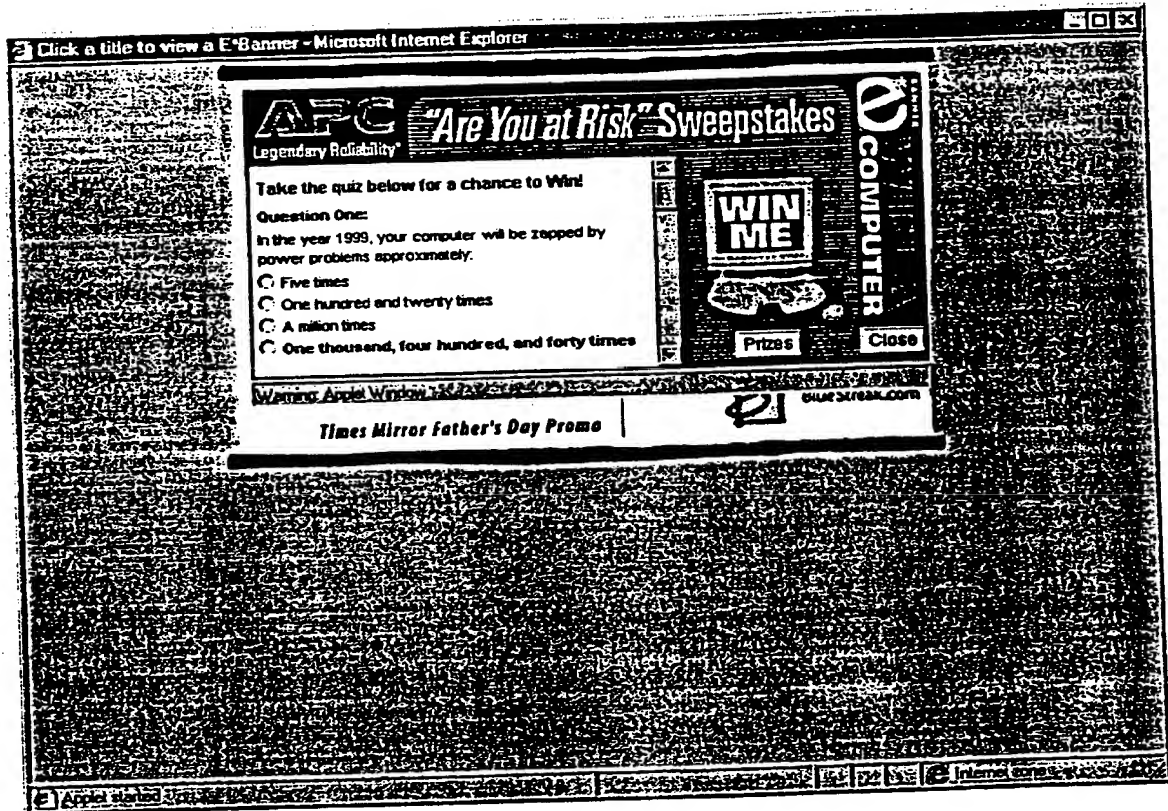 Click a title to view a E*Banner - Microsoft Internet Explorer
APC
Legendary Reliability
"Are You at Risk" Sweepstakes
e
BANNER
COMPUTER
Take the quiz below for a chance to Win!
Question One:
In the year 1999, your computer will be zapped by
power problems approximately:
Five times
One hundred and twenty times
A million times
One thousand, four hundred, and forty times
WIN
ME
Prizes
Close
Warning: Applet Window
Times Mirror Father's Day Promo
BlueStreak.com
Applet started
Internet zone